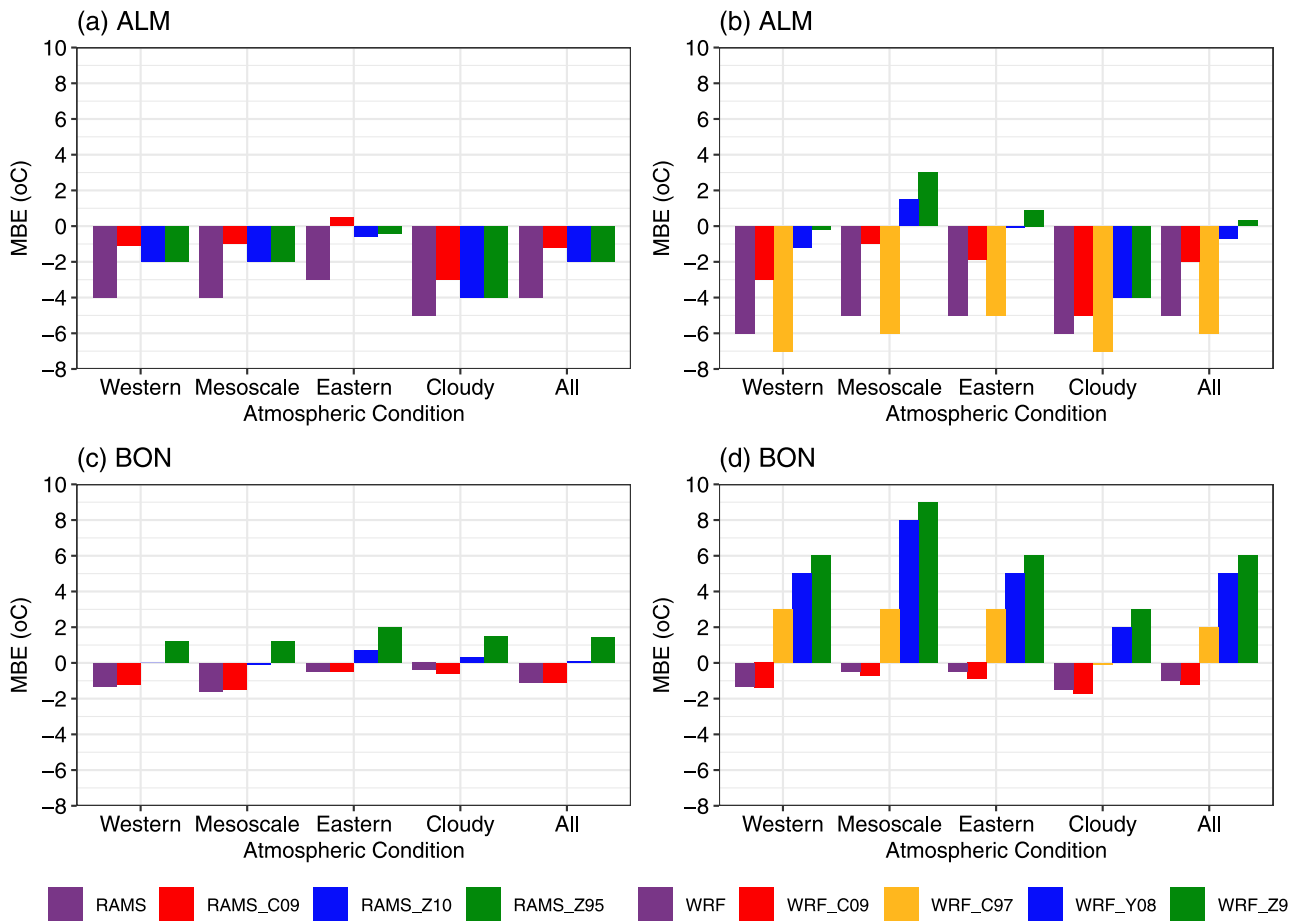 (a) ALM
10
8
6
4
2
0
−2
−4
−6
−8
MBE (oC)
Western Mesoscale Eastern Cloudy All
Atmospheric Condition
(b) ALM
10
8
6
4
2
0
−2
−4
−6
−8
MBE (oC)
Western Mesoscale Eastern Cloudy All
Atmospheric Condition
(c) BON
10
8
6
4
2
0
−2
−4
−6
−8
MBE (oC)
Western Mesoscale Eastern Cloudy All
Atmospheric Condition
(d) BON
10
8
6
4
2
0
−2
−4
−6
−8
MBE (oC)
Western Mesoscale Eastern Cloudy All
Atmospheric Condition
RAMS RAMS_C09 RAMS_Z10 RAMS_Z95 WRF WRF_C09 WRF_C97 WRF_Y08 WRF_Z9